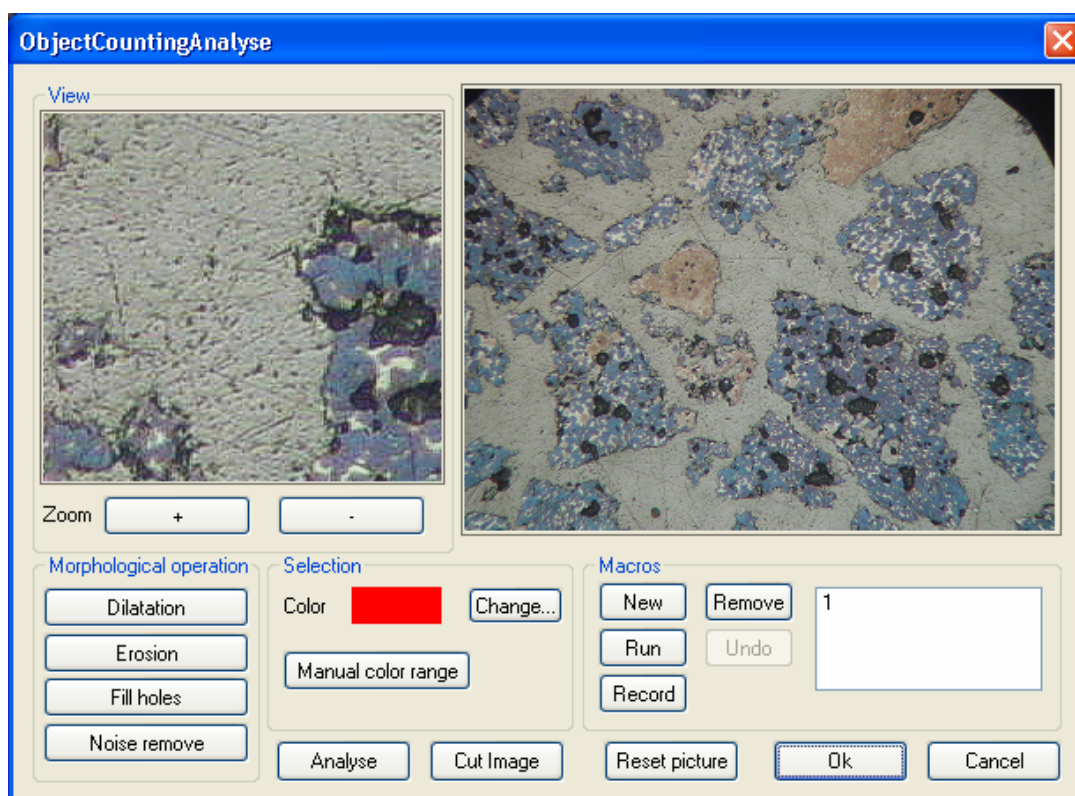 ObjectCountingAnalyse
View
Zoom + -
Morphological operation
Dilatation
Erosion
Fill holes
Noise remove
Selection
Color Change...
Manual color range
Macros
New Remove 1
Run Undo
Record
Analyse Cut Image Reset picture Ok Cancel